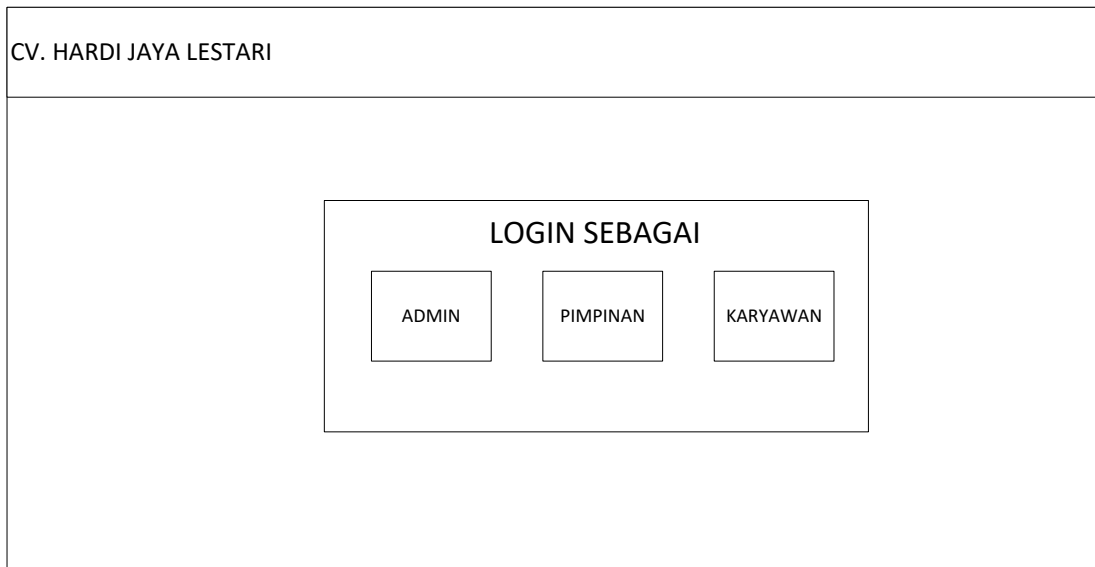 CV. HARDI JAYA LESTARI
LOGIN SEBAGAI
ADMIN
PIMPINAN
KARYAWAN